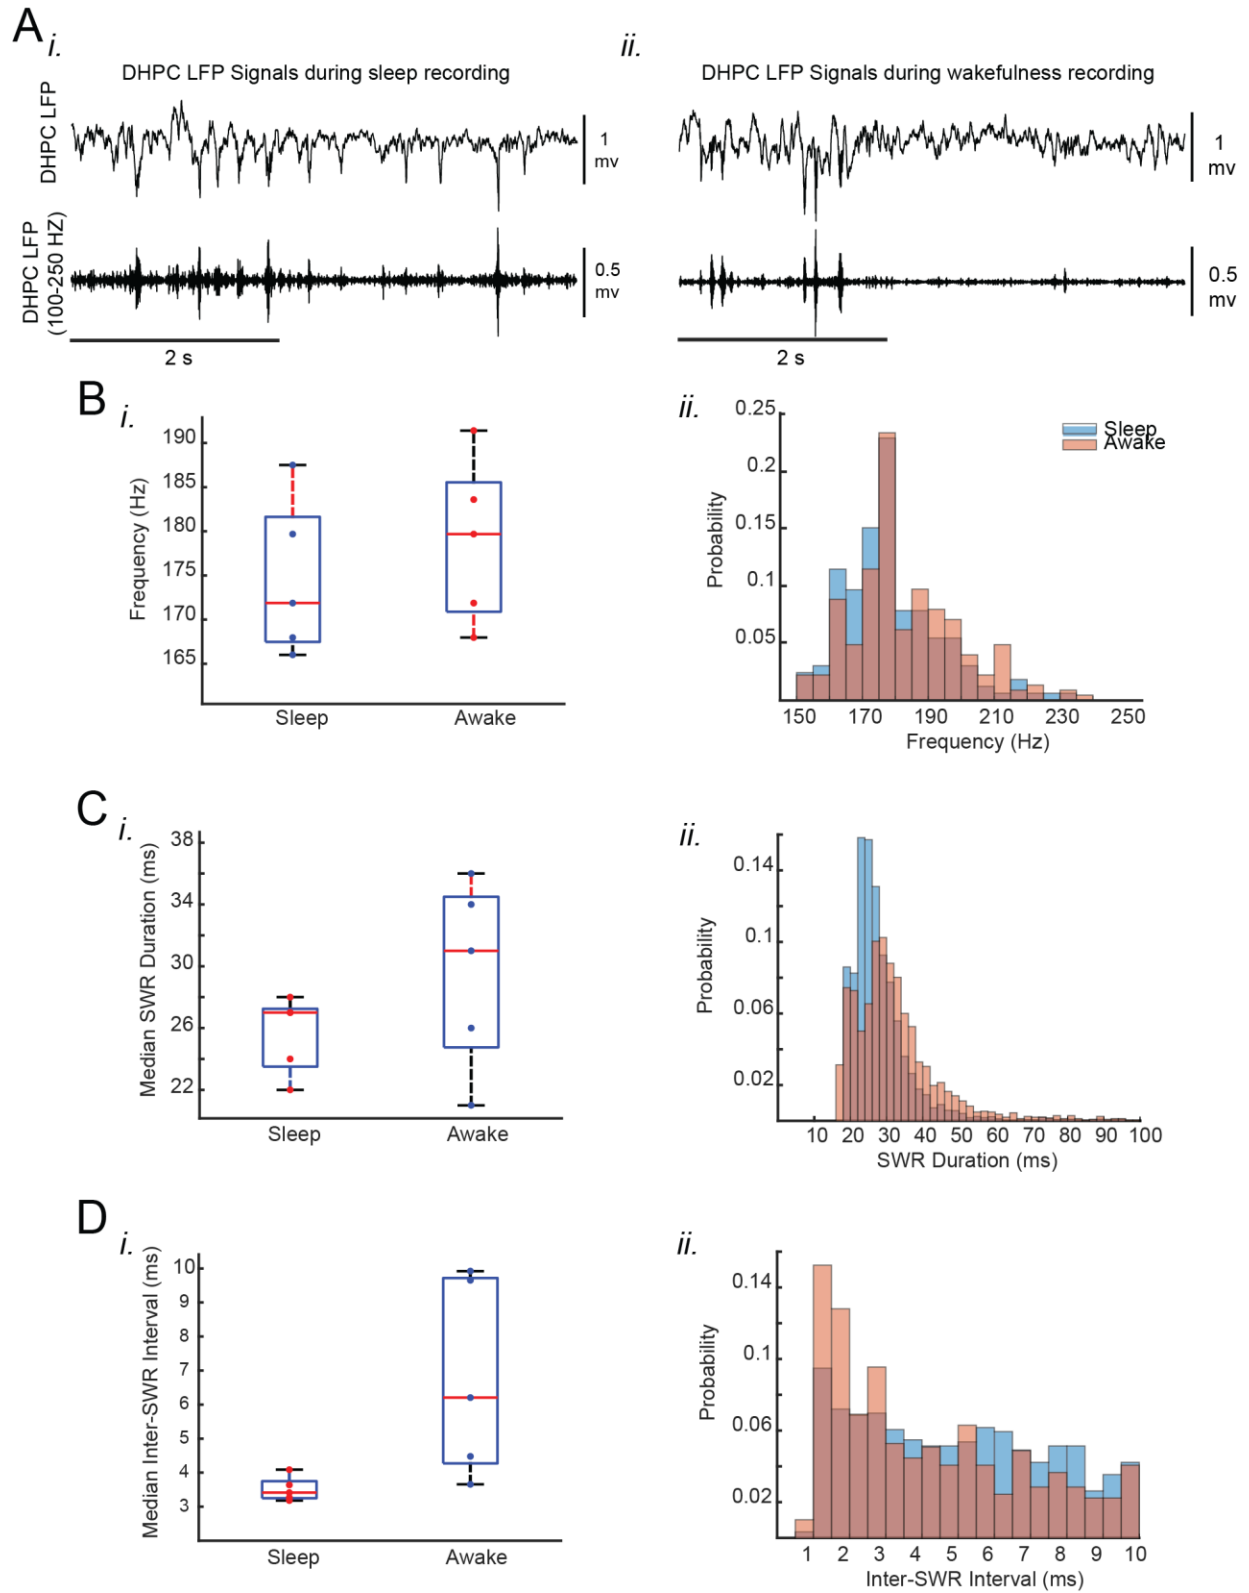 A
i.
ii.
DHPC LFP Signals during sleep recording
DHPC LFP Signals during wakefulness recording
DHPC LFP
1
mv
1
mv
DHPC LFP
(100-250 HZ)
0.5
mv
0.5
mv
2 s
2 s
B
i.
Frequency (Hz)
190
185
180
175
170
165
Sleep
Awake
ii.
Probability
0.25
0.2
0.15
0.1
0.05
Sleep
Awake
150 170 190 210 230 250
Frequency (Hz)
C
i.
Median SWR Duration (ms)
38
34
30
26
22
Sleep
Awake
ii.
Probability
0.14
0.1
0.06
0.02
10 20 30 40 50 60 70 80 90 100
SWR Duration (ms)
D
i.
Median Inter-SWR Interval (ms)
10
9
8
7
6
5
4
3
Sleep
Awake
ii.
Probability
0.14
0.1
0.06
0.02
1 2 3 4 5 6 7 8 9 10
Inter-SWR Interval (ms)